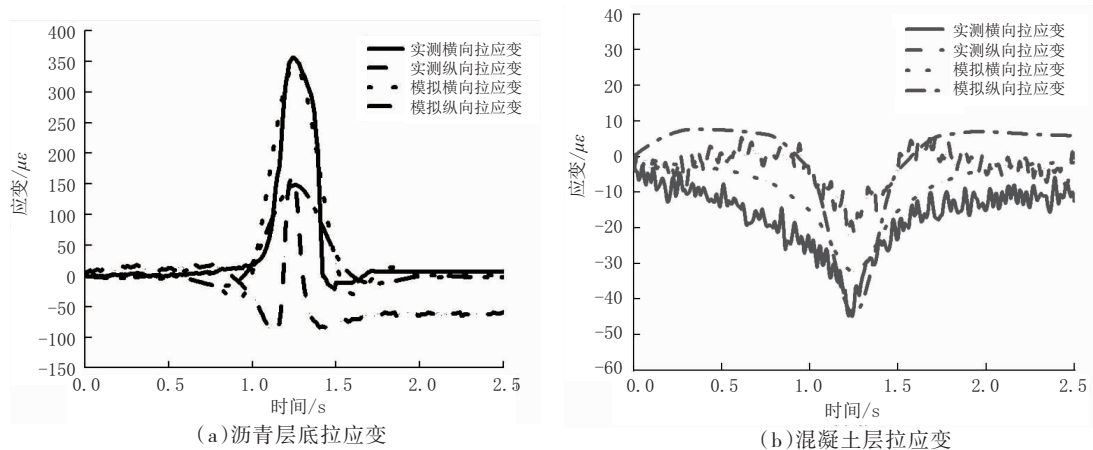 400
350
300
250
200
150
100
50
0
-50
-100
-150
应变/με
实测横向拉应变
实测纵向拉应变
模拟横向拉应变
模拟纵向拉应变
0.0 0.5 1.0 1.5 2.0 2.5
时间/s
(a)沥青层底拉应变
40
30
20
10
0
-10
-20
-30
-40
-50
-60
应变/με
实测横向拉应变
实测纵向拉应变
模拟横向拉应变
模拟纵向拉应变
0.0 0.5 1.0 1.5 2.0 2.5
时间/s
(b)混凝土层拉应变